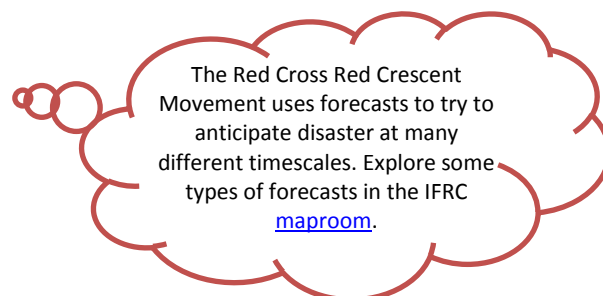 The Red Cross Red Crescent
Movement uses forecasts to try to
anticipate disaster at many
different timescales. Explore some
types of forecasts in the IFRC
maproom.